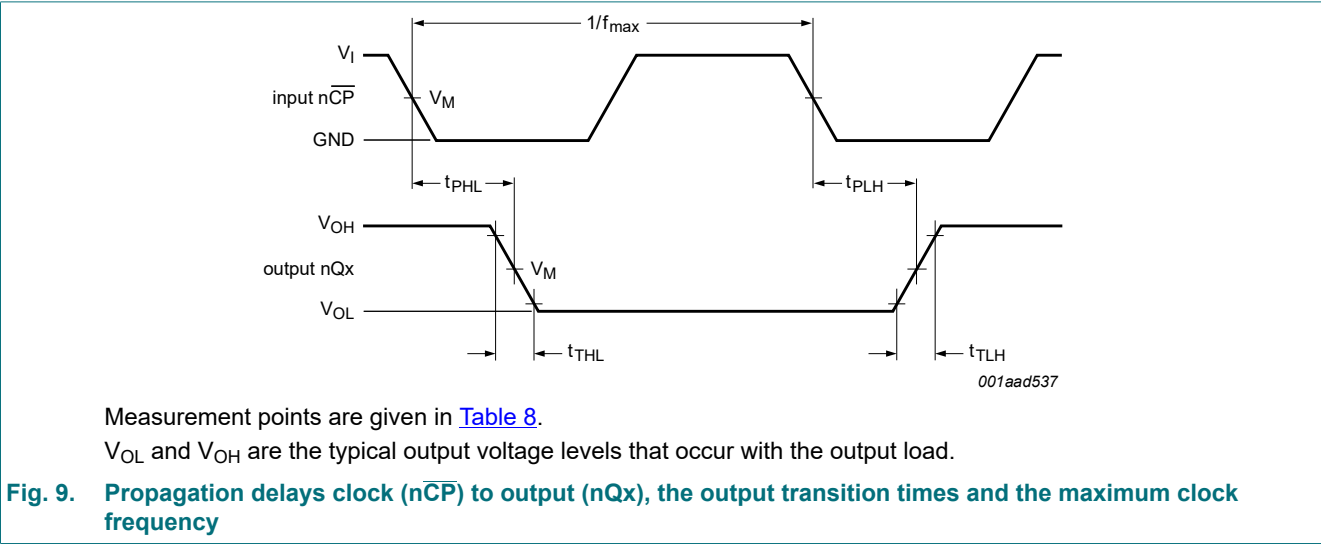 1/fmax
VI
input nC̅P̅
VM
GND
tPHL
tPLH
VOH
output nQx
VM
VOL
tTHL
tTLH
001aad537
Measurement points are given in Table 8.
VOL and VOH are the typical output voltage levels that occur with the output load.
Fig. 9. Propagation delays clock (nC̅P̅) to output (nQx), the output transition times and the maximum clock
frequency